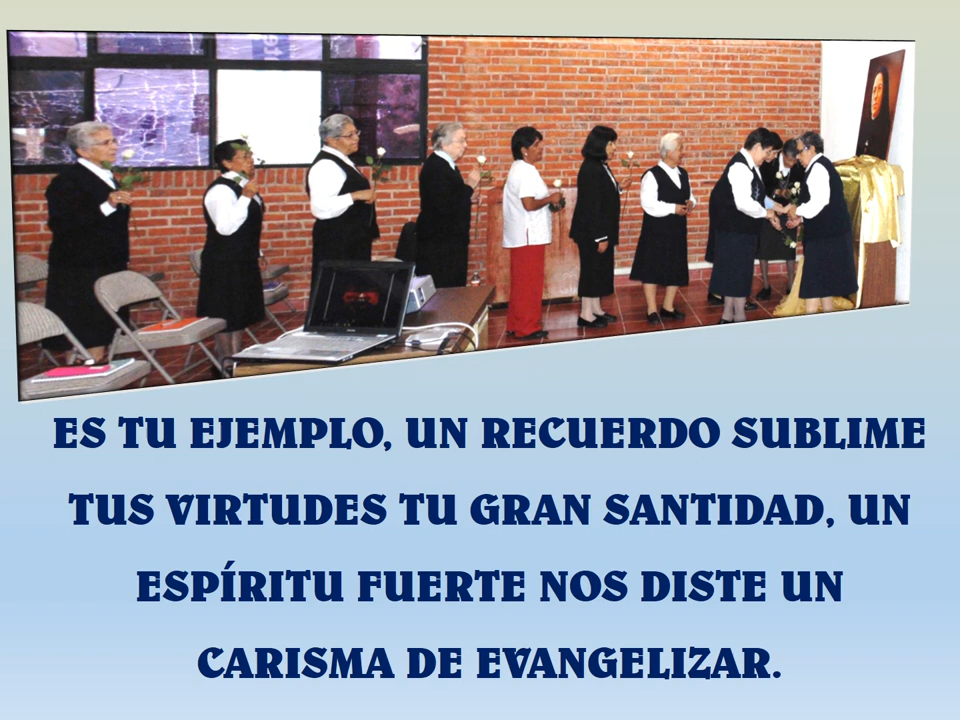 ES TU EJEMPLO, UN RECUERDO SUBLIME
TUS VIRTUDES TU GRAN SANTIDAD, UN
ESPÍRITU FUERTE NOS DISTE UN
CARISMA DE EVANGELIZAR.